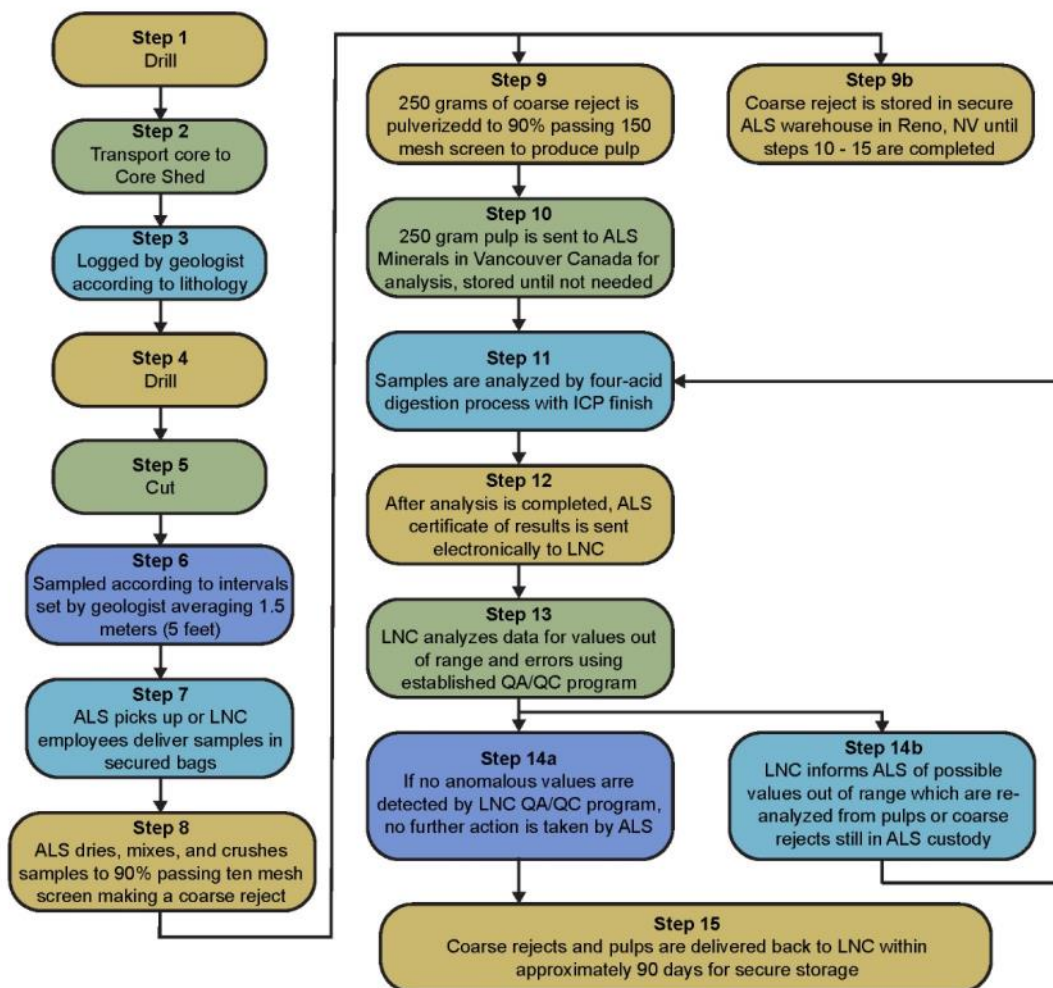 Step 1
Drill
Step 2
Transport core to
Core Shed
Step 3
Logged by geologist
according to lithology
Step 4
Drill
Step 5
Cut
Step 6
Sampled according to intervals
set by geologist averaging 1.5
meters (5 feet)
Step 7
ALS picks up or LNC
employees deliver samples in
secured bags
Step 8
ALS dries, mixes, and crushes
samples to 90% passing ten mesh
screen making a coarse reject
Step 9
250 grams of coarse reject is
pulverizedd to 90% passing 150
mesh screen to produce pulp
Step 9b
Coarse reject is stored in secure
ALS warehouse in Reno, NV until
steps 10 - 15 are completed
Step 10
250 gram pulp is sent to ALS
Minerals in Vancouver Canada for
analysis, stored until not needed
Step 11
Samples are analyzed by four-acid
digestion process with ICP finish
Step 12
After analysis is completed, ALS
certificate of results is sent
electronically to LNC
Step 13
LNC analyzes data for values out
of range and errors using
established QA/QC program
Step 14a
If no anomalous values arre
detected by LNC QA/QC program,
no further action is taken by ALS
Step 14b
LNC informs ALS of possible
values out of range which are re-
analyzed from pulps or coarse
rejects still in ALS custody
Step 15
Coarse rejects and pulps are delivered back to LNC within
approximately 90 days for secure storage